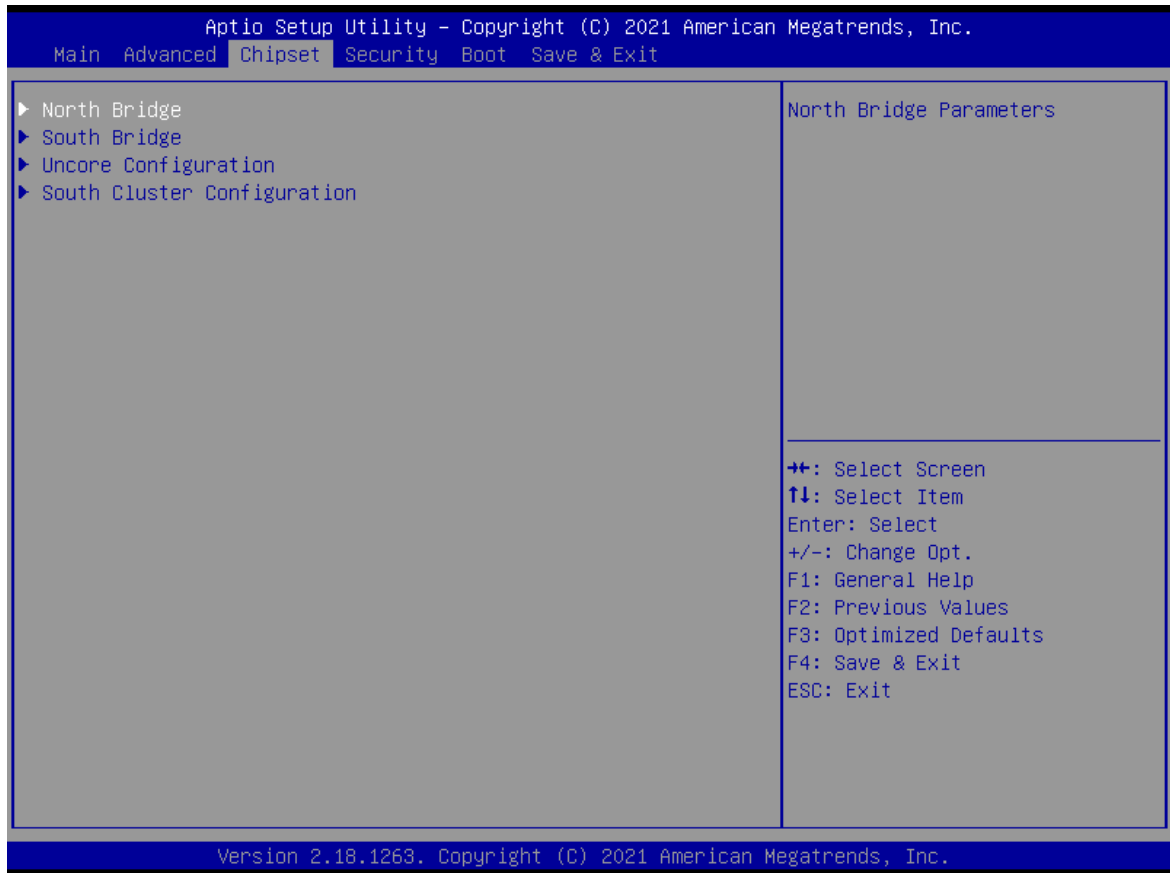 Aptio Setup Utility – Copyright (C) 2021 American Megatrends, Inc.
Main Advanced Chipset Security Boot Save & Exit
► North Bridge
► South Bridge
► Uncore Configuration
► South Cluster Configuration
North Bridge Parameters
→←: Select Screen
↑↓: Select Item
Enter: Select
+/-: Change Opt.
F1: General Help
F2: Previous Values
F3: Optimized Defaults
F4: Save & Exit
ESC: Exit
Version 2.18.1263. Copyright (C) 2021 American Megatrends, Inc.